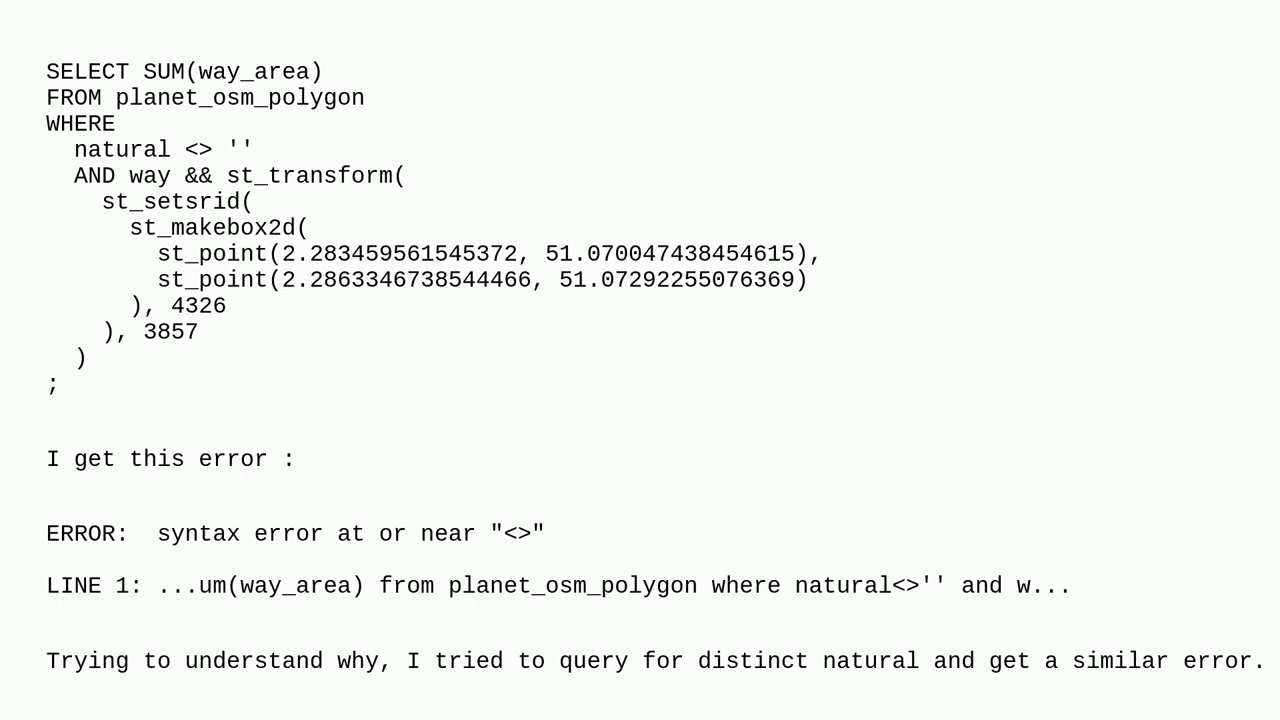 SELECT SUM(way_area)
FROM planet_osm_polygon
WHERE
  natural <> ''
  AND way && st_transform(
    st_setsrid(
      st_makebox2d(
        st_point(2.283459561545372, 51.070047438454615),
        st_point(2.2863346738544466, 51.07292255076369)
      ), 4326
    ), 3857
  )
;
I get this error :
ERROR:  syntax error at or near "<>"
LINE 1: ...um(way_area) from planet_osm_polygon where natural<>'' and w...
Trying to understand why, I tried to query for distinct natural and get a similar error.